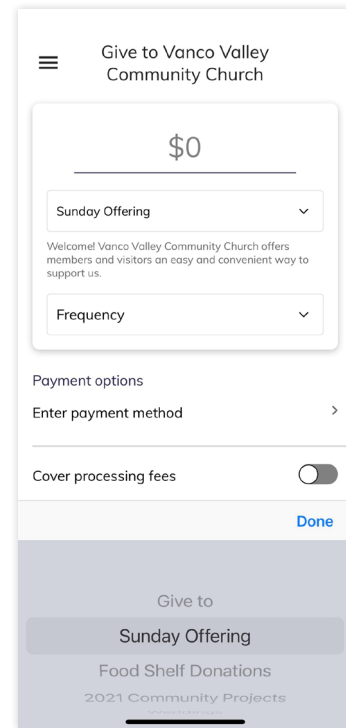 Give to Vanco Valley
Community Church
$0
Sunday Offering
Welcome! Vanco Valley Community Church offers
members and visitors an easy and convenient way to
support us.
Frequency
Payment options
Enter payment method
Cover processing fees
Done
Give to
Sunday Offering
Food Shelf Donations
2021 Community Projects